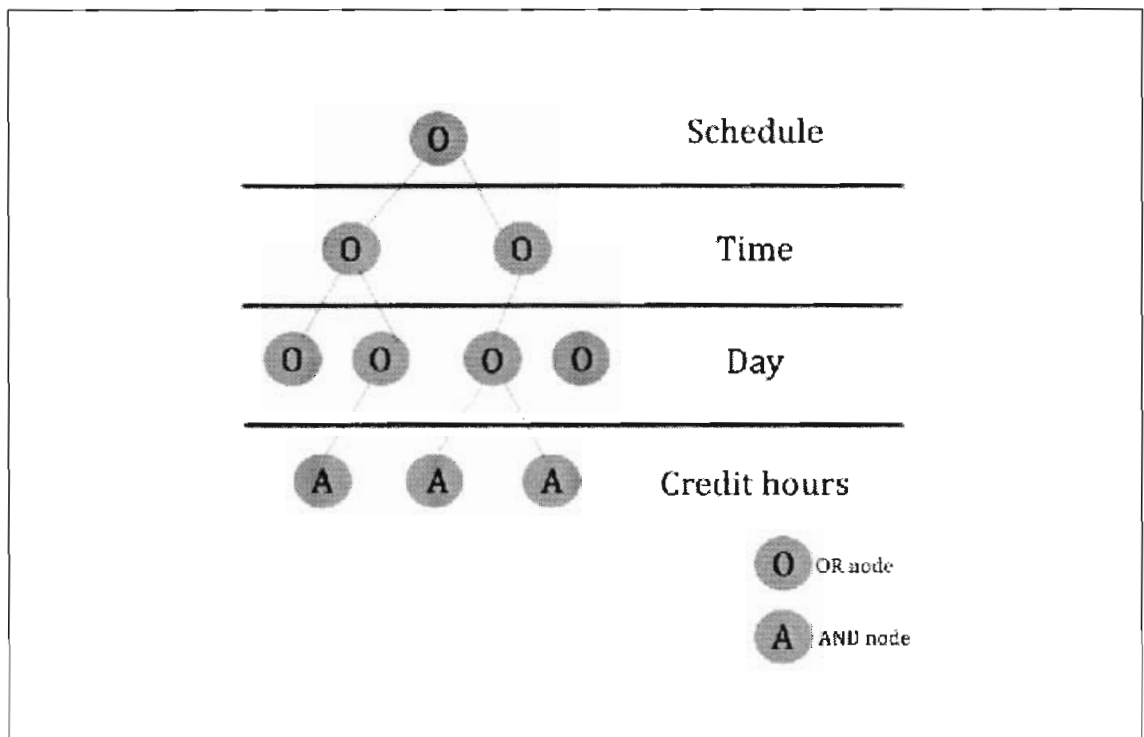 O Schedule
O O Time
O O O O Day
A A A Credit hours
O OR node
A AND node